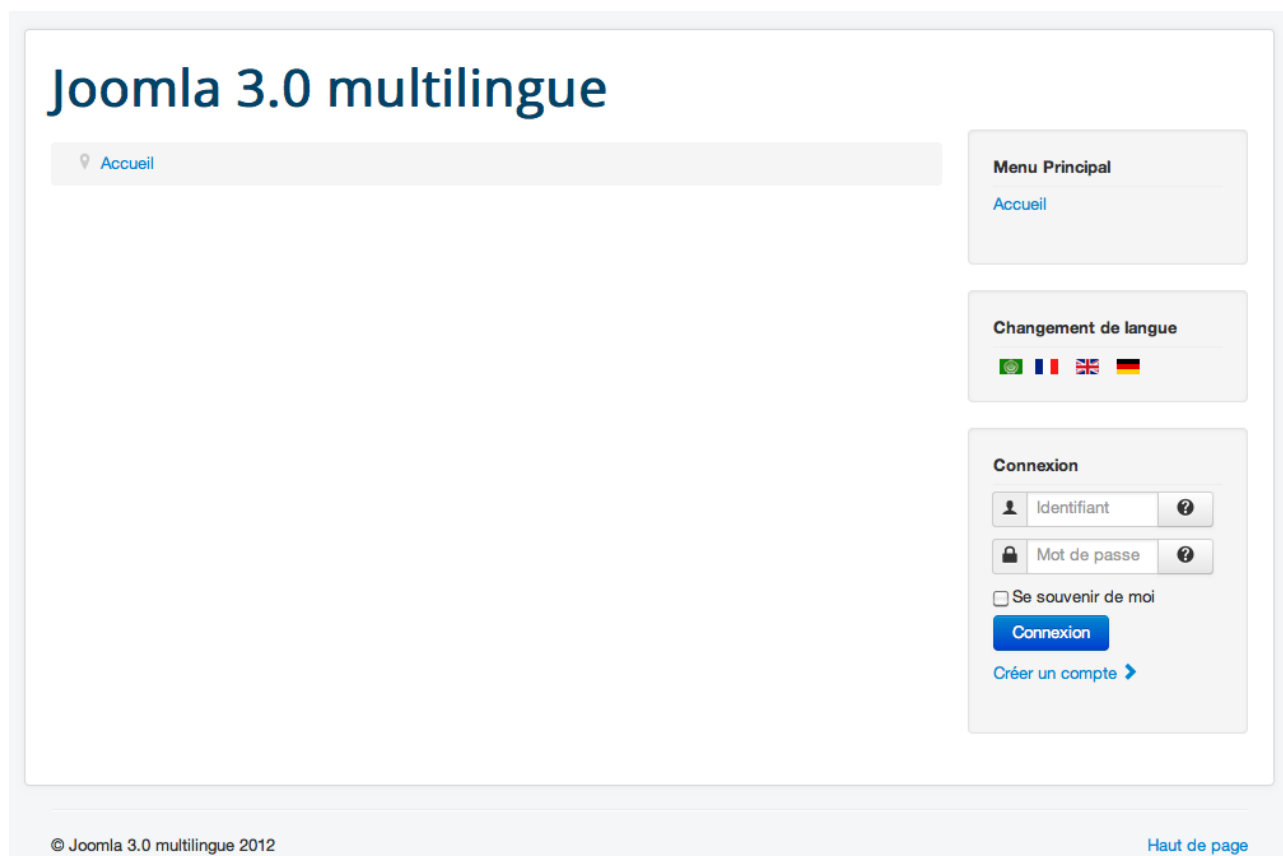 Joomla 3.0 multilingue
Accueil
Menu Principal
Accueil
Changement de langue
Connexion
Identifiant
Mot de passe
Se souvenir de moi
Connexion
Créer un compte
© Joomla 3.0 multilingue 2012
Haut de page